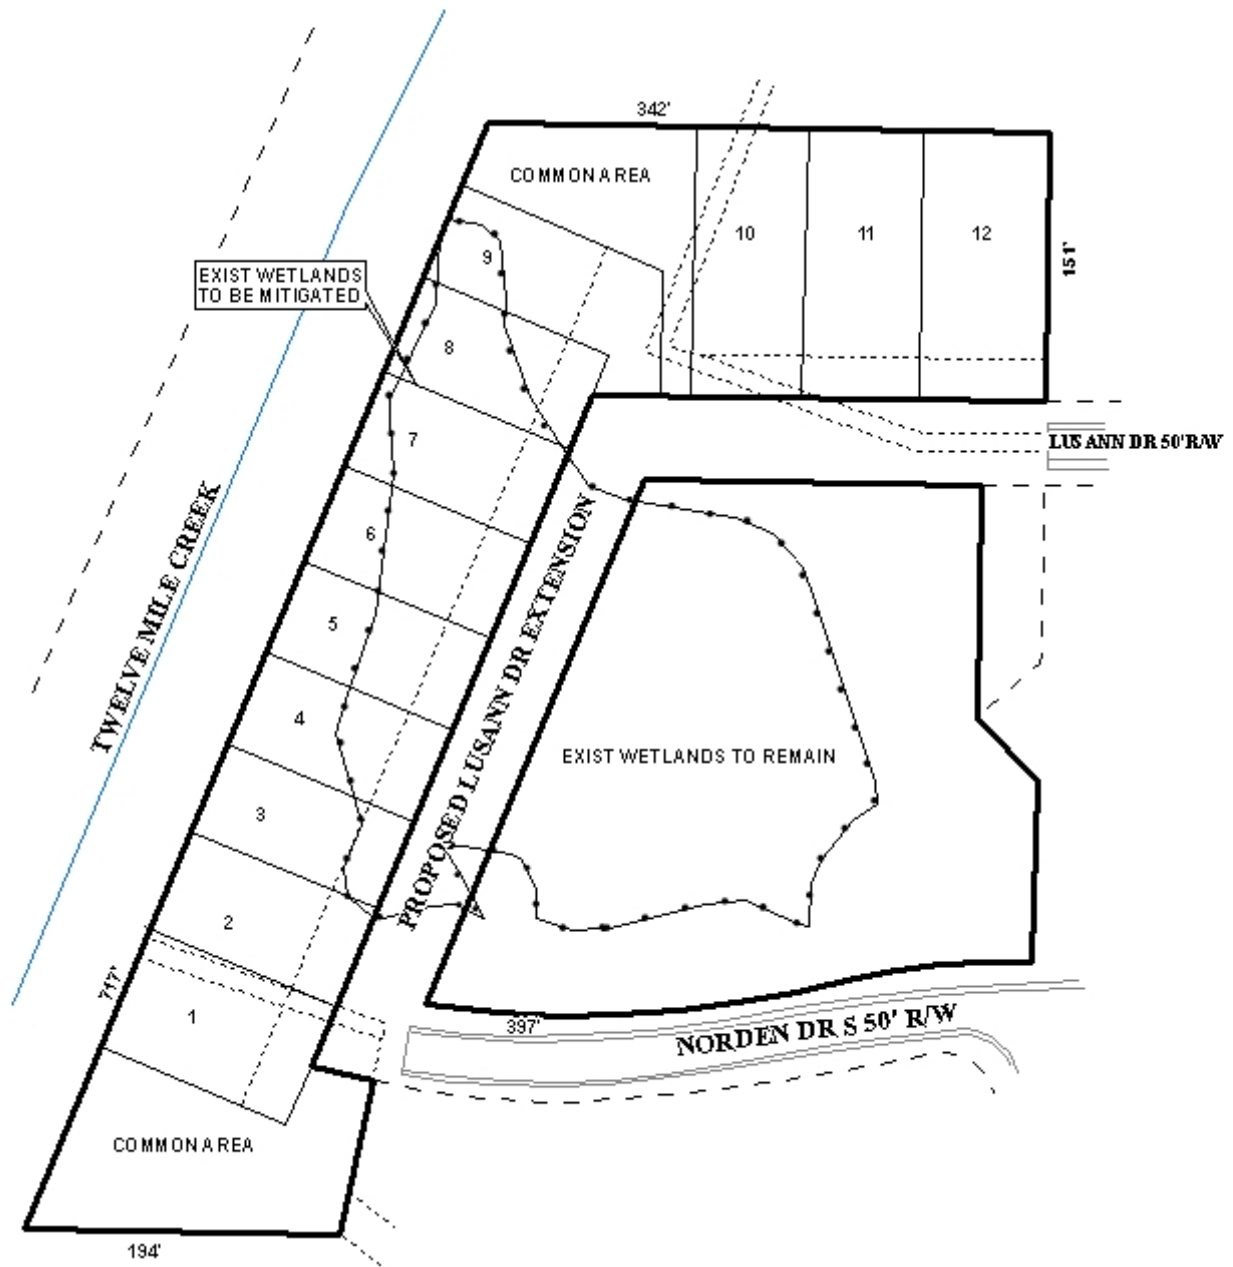 342'
COMMON AREA
10
11
12
151'
9
EXIST WETLANDS
TO BE MITIGATED
8
7
LUSANN DR 50'R/W
6
5
TWELVE MILE CREEK
PROPOSED LUSANN DR EXTENSION
4
EXIST WETLANDS TO REMAIN
3
2
717'
1
397'
NORDEN DR S 50' R/W
COMMON AREA
194'